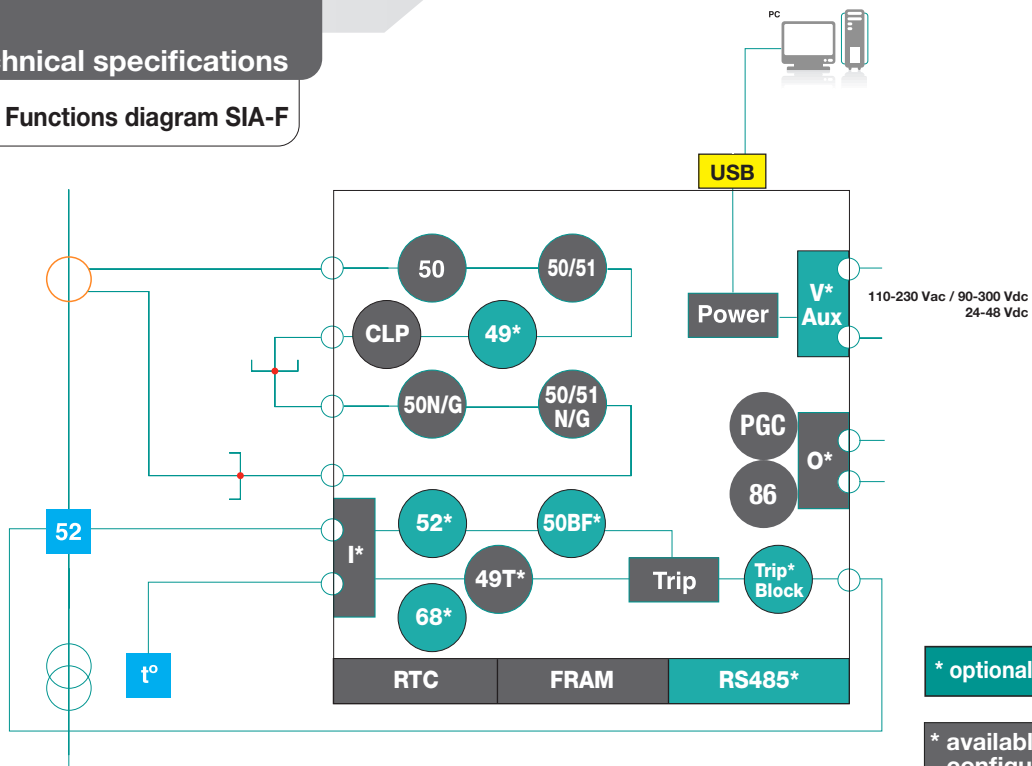 technical specifications
Functions diagram SIA-F
PC
USB
50
50/51
V*
Aux
110-230 Vac / 90-300 Vdc
24-48 Vdc
Power
CLP
49*
50N/G
50/51
N/G
PGC
O*
86
52
I*
52*
50BF*
49T*
Trip
Trip*
Block
68*
t°
RTC
FRAM
RS485*
* optional
* available